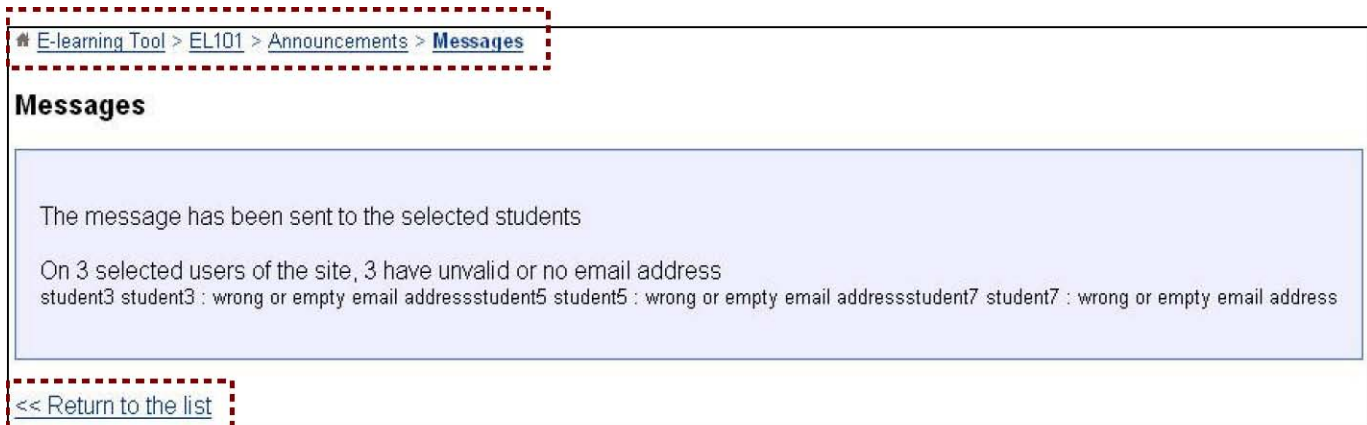 E-learning Tool > EL101 > Announcements > Messages
Messages
The message has been sent to the selected students
On 3 selected users of the site, 3 have unvalid or no email address
student3 student3 : wrong or empty email addressstudent5 student5 : wrong or empty email addressstudent7 student7 : wrong or empty email address
<< Return to the list